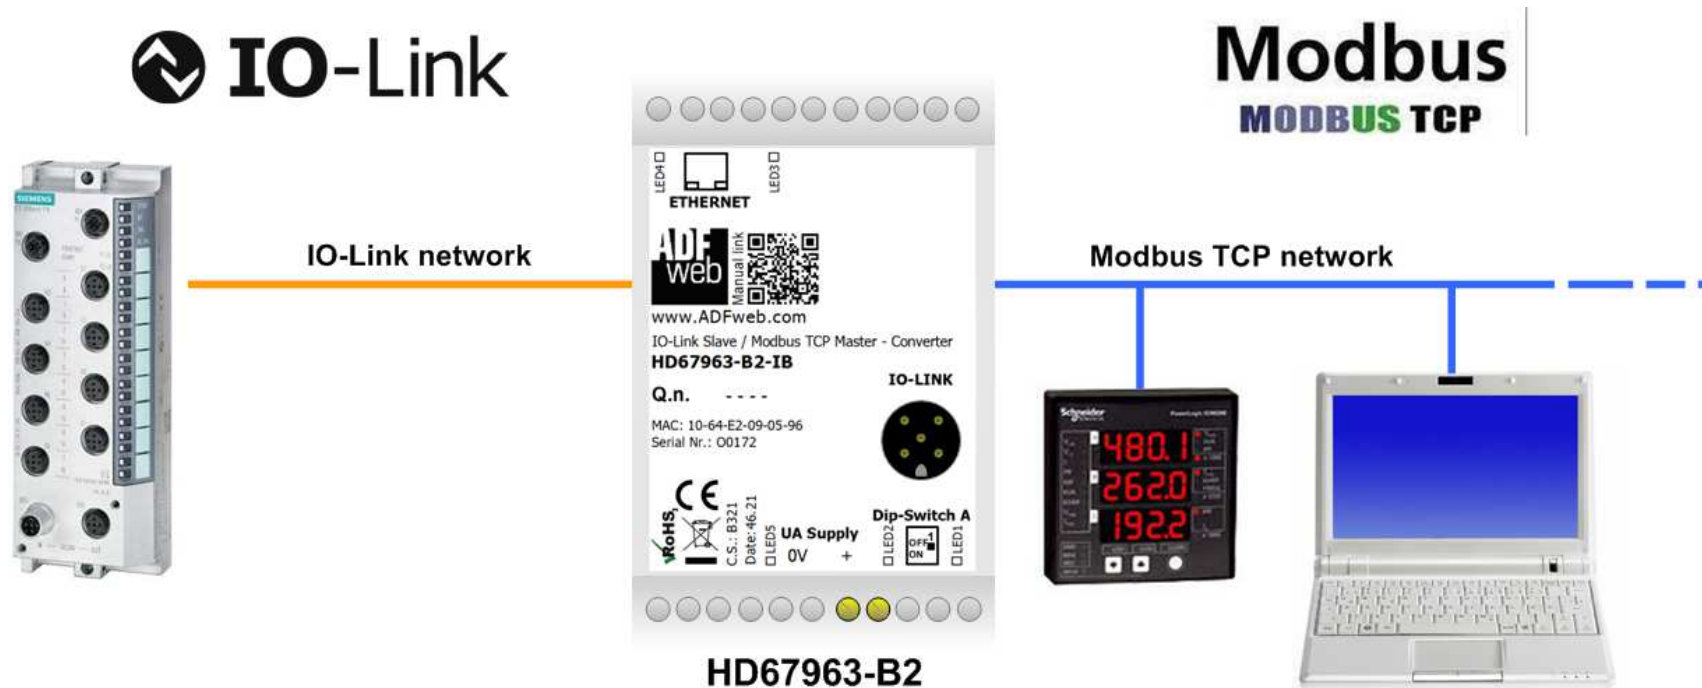 IO-Link
Modbus
MODBUS TCP
SIEMENS
IO-Link network
Modbus TCP network
LED4
LED3
ETHERNET
ADF
web
Manual link
www.ADFweb.com
IO-Link Slave / Modbus TCP Master - Converter
HD67963-B2-IB
IO-LINK
Q.n. - - - -
MAC: 10-64-E2-09-05-96
Serial Nr.: O0172
RoHS
CE
C.S.: B321
Date: 46.21
LED5
UA Supply
0V +
LED2
Dip-Switch A
OFF 1
ON
LED1
Schneider
480.1
262.0
192.2
HD67963-B2